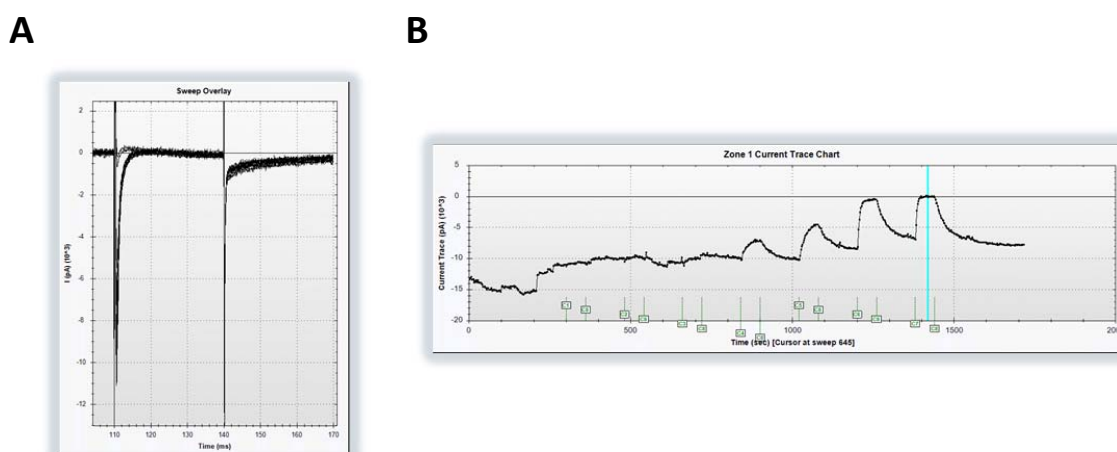 A B
Sweep Overlay
I (pA) (10^3)
2
0
-2
-4
-6
-8
-10
-12
110 120 130 140 150 160 170
Time (ms)
Zone 1 Current Trace Chart
Current Trace (pA) (10^3)
5
0
-5
-10
-15
-20
0 500 1000 1500 200
Time (sec) [Cursor at sweep 645]